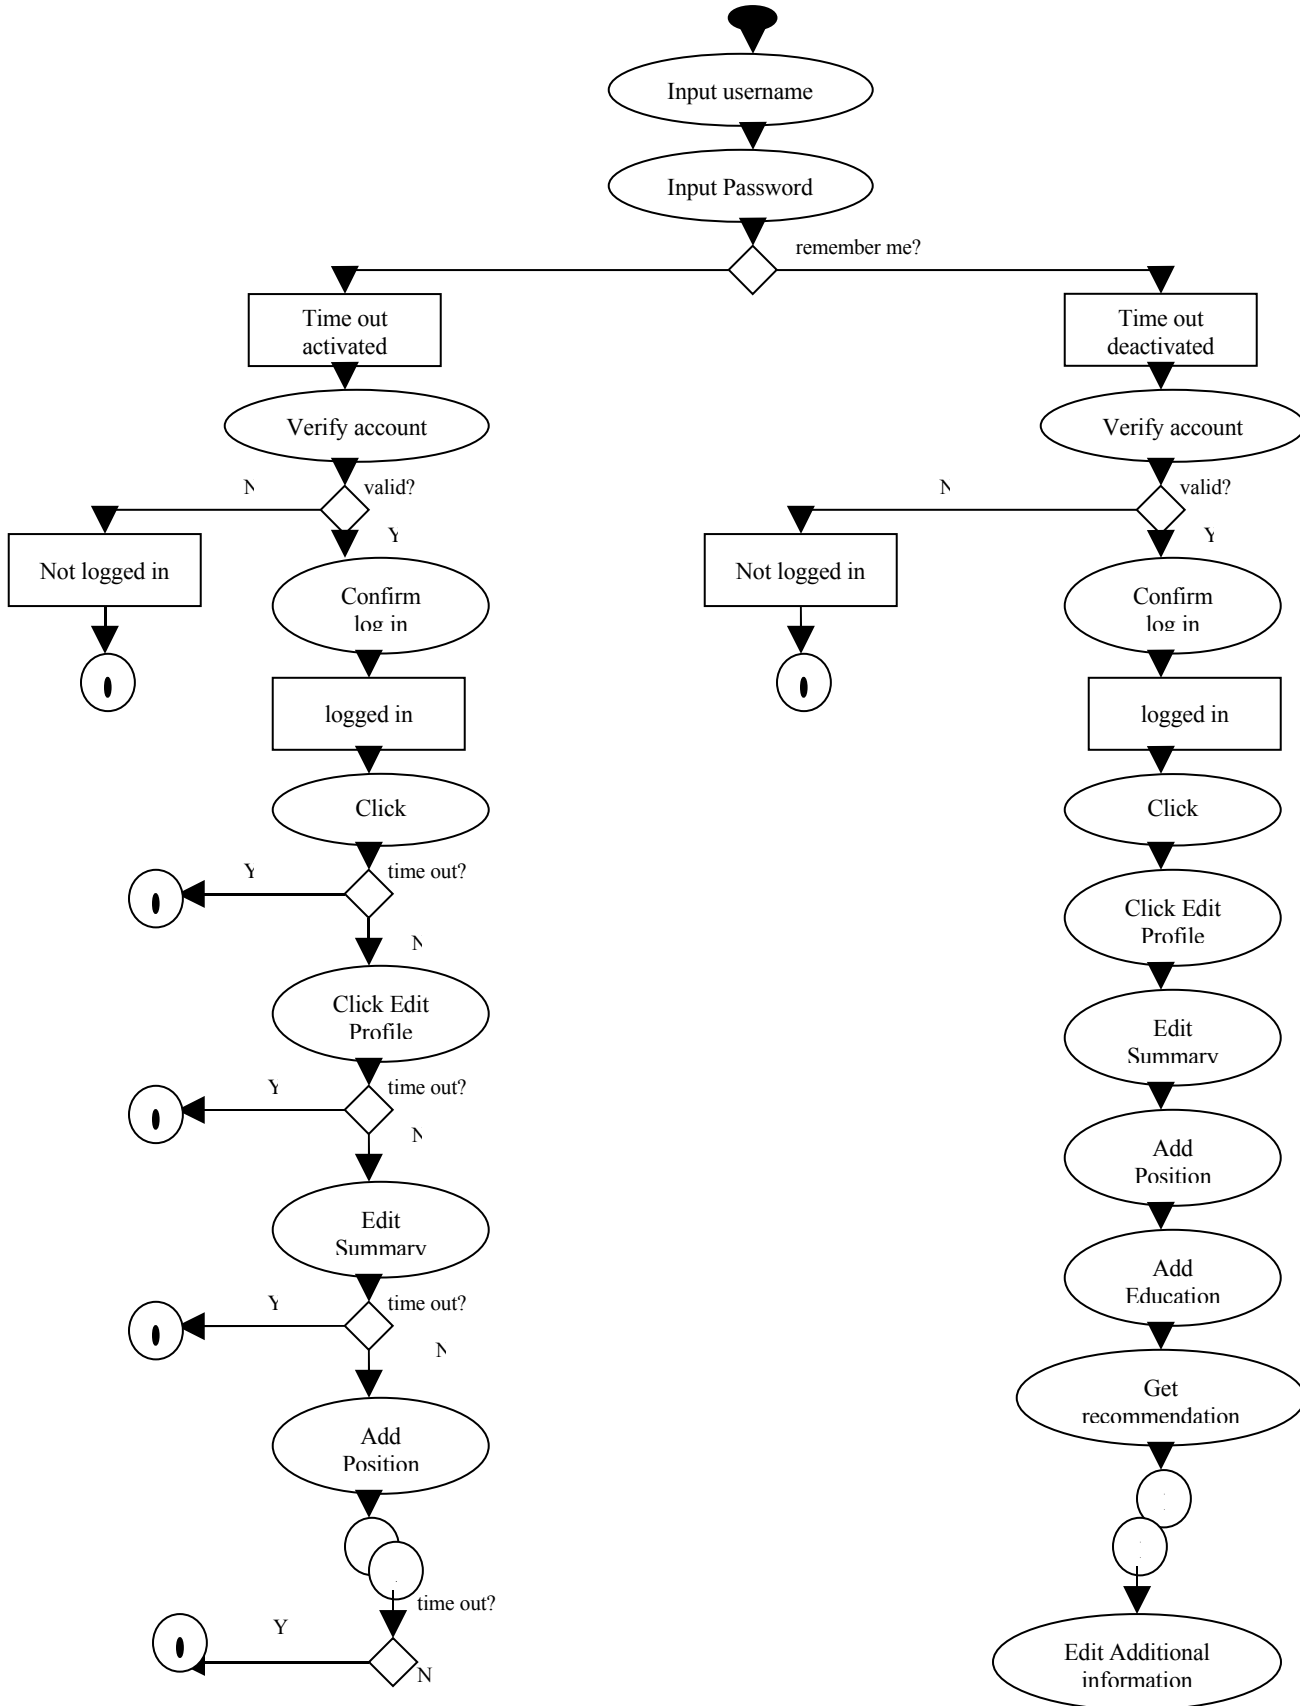 Input username
Input Password
remember me?
Time out
activated
Time out
deactivated
Verify account
Verify account
N
valid?
N
valid?
Y
Y
Not logged in
Confirm
log in
Not logged in
Confirm
log in
logged in
logged in
Click
Click
Y
time out?
N
Click Edit
Profile
Click Edit
Profile
Y
time out?
N
Edit
Summary
Edit
Summary
Add
Position
Y
time out?
N
Add
Education
Add
Position
Get
recommendation
time out?
Y
N
Edit Additional
information